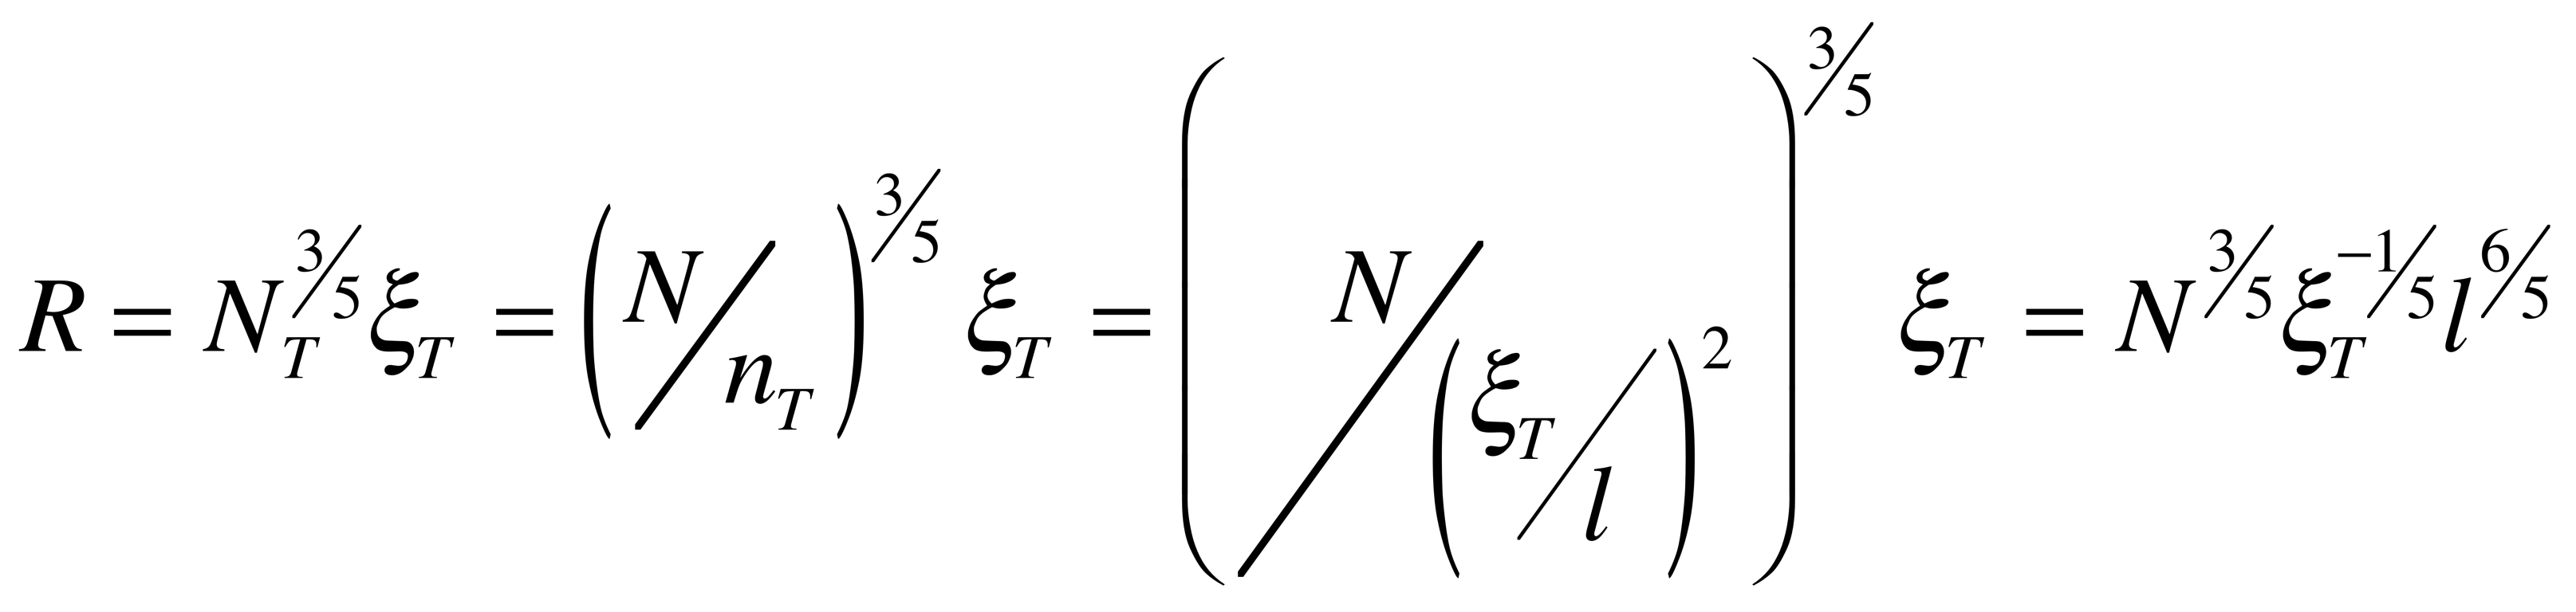 R = N_T^{3/5} ξ_T = (N/n_T)^{3/5} ξ_T = (N/(ξ_T/l)^2)^{3/5} ξ_T = N^{3/5} ξ_T^{-1/5} l^{6/5}